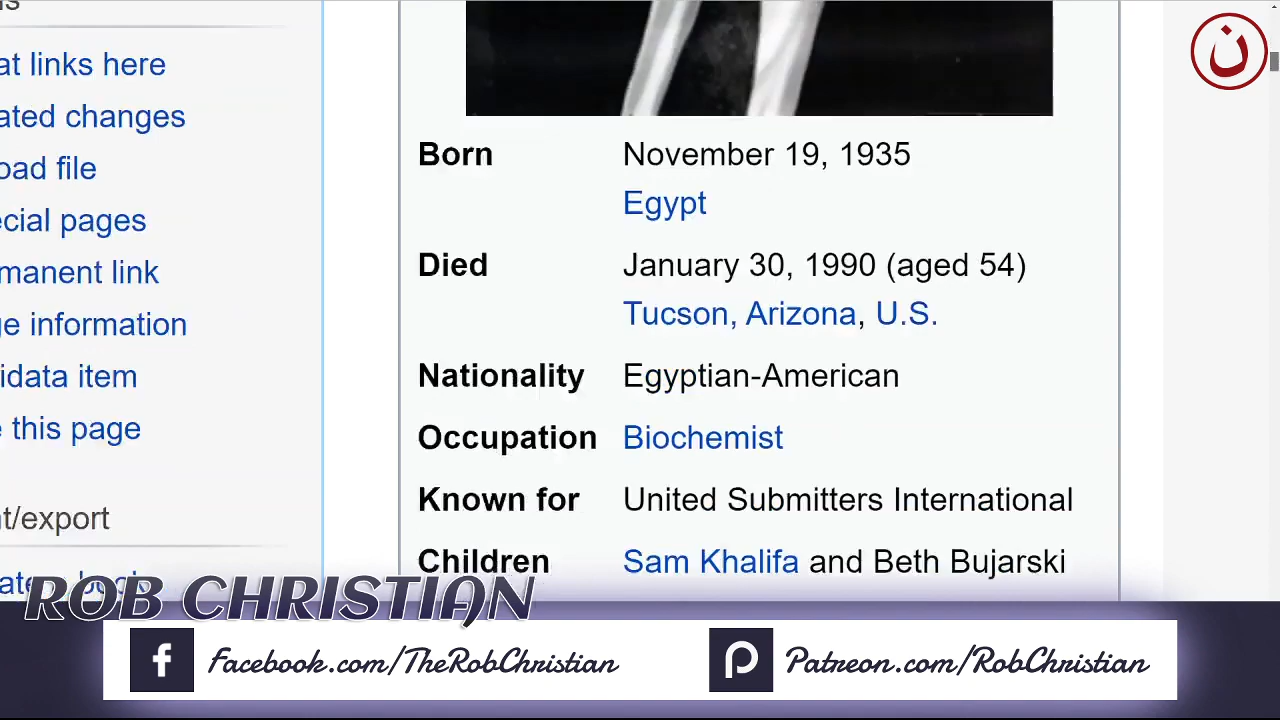 at links here
ated changes
oad file
ecial pages
manent link
ge information
idata item
e this page
t/export
ن
Born November 19, 1935
Egypt
Died January 30, 1990 (aged 54)
Tucson, Arizona, U.S.
Nationality Egyptian-American
Occupation Biochemist
Known for United Submitters International
Children Sam Khalifa and Beth Bujarski
ROB CHRISTIAN
f Facebook.com/TheRobChristian
Patreon.com/RobChristian